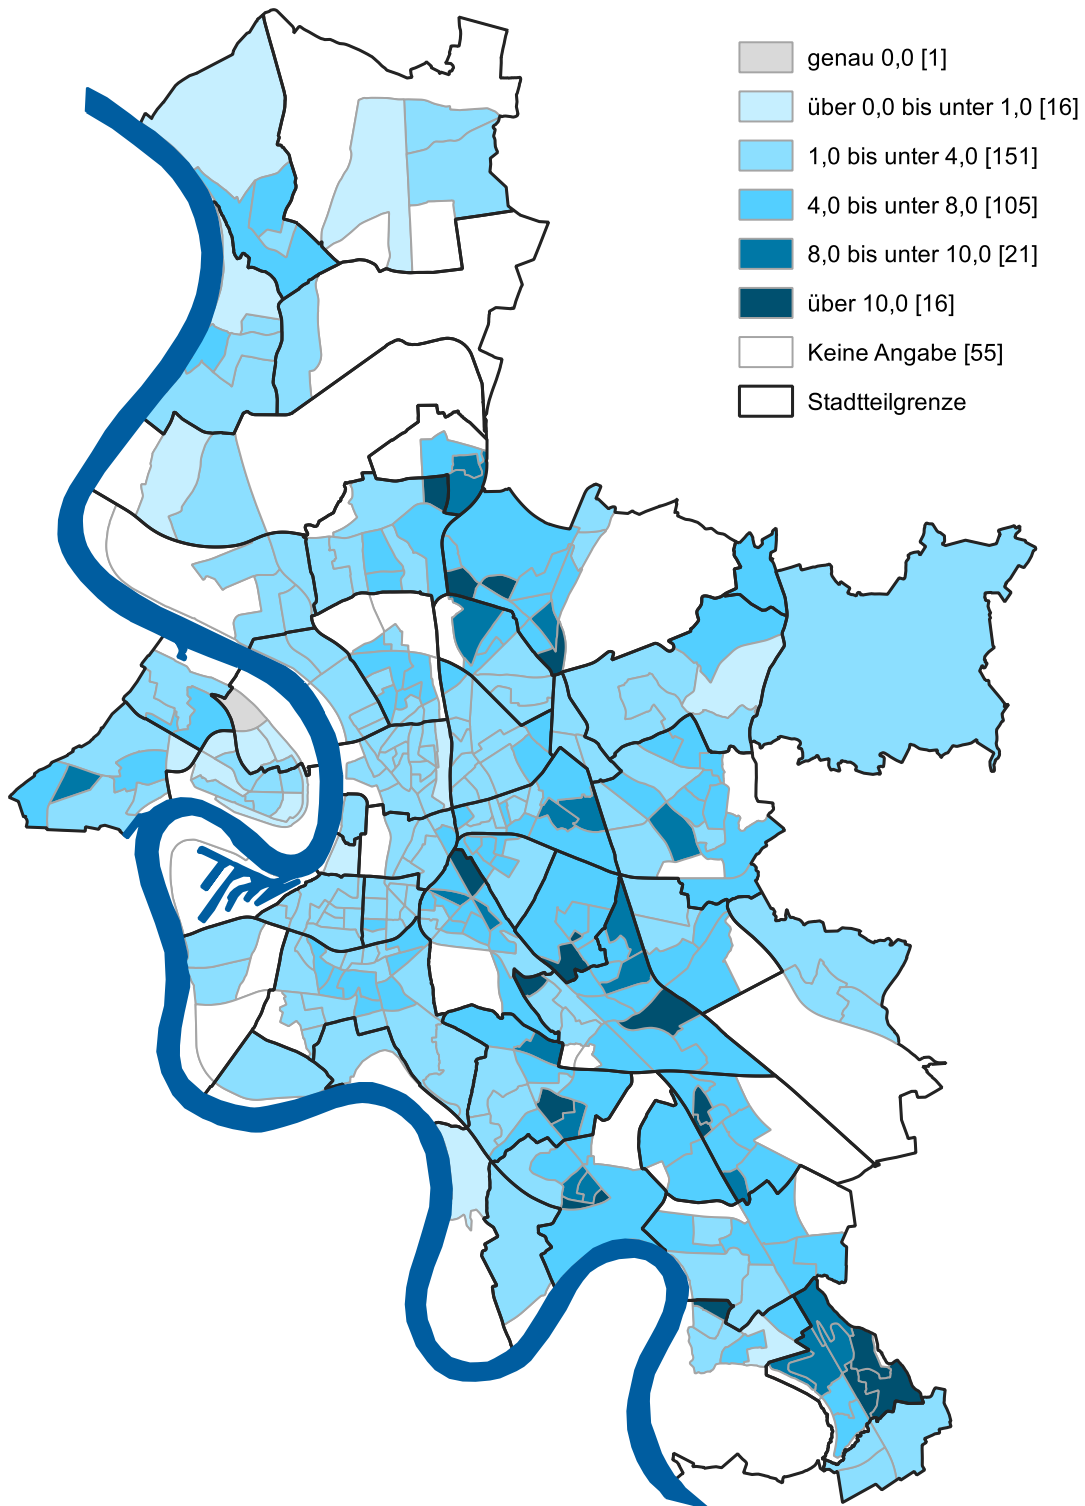 genau 0,0 [1]
über 0,0 bis unter 1,0 [16]
1,0 bis unter 4,0 [151]
4,0 bis unter 8,0 [105]
8,0 bis unter 10,0 [21]
über 10,0 [16]
Keine Angabe [55]
Stadtteilgrenze